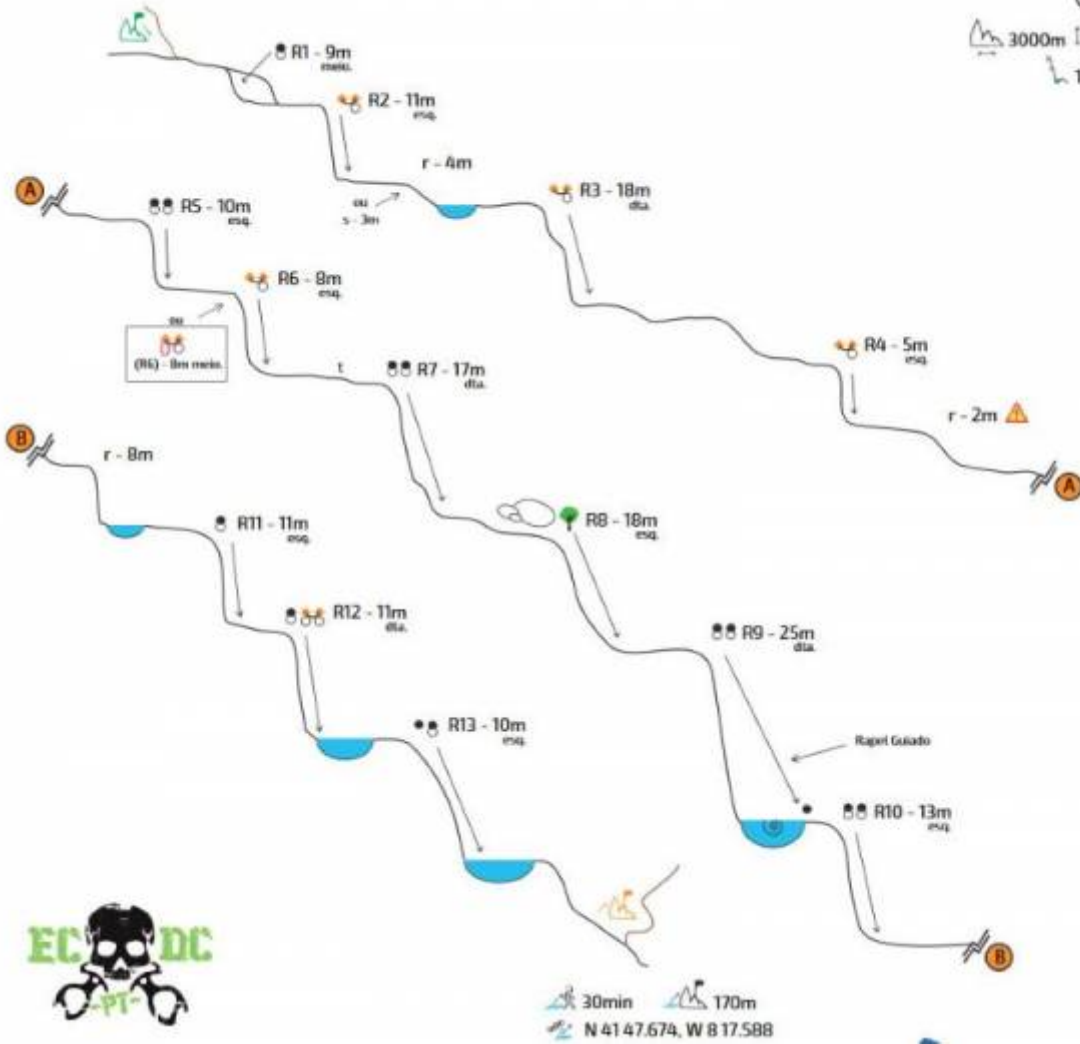 3000m
R1 - 9m
meio.
R2 - 11m
esq.
r - 4m
ou
s - 3m
R3 - 18m
dta.
R4 - 5m
esq.
r - 2m
A
A
R5 - 10m
esq.
R6 - 8m
esq.
ou
(R6) - 8m meio.
t
R7 - 17m
dta.
R8 - 18m
esq.
R9 - 25m
dta.
Rapel Guiado
R10 - 13m
esq.
B
B
r - 8m
R11 - 11m
esq.
R12 - 11m
dta.
R13 - 10m
esq.
EC DC
-PT-
30min 170m
N 41 47.674, W 8 17.588